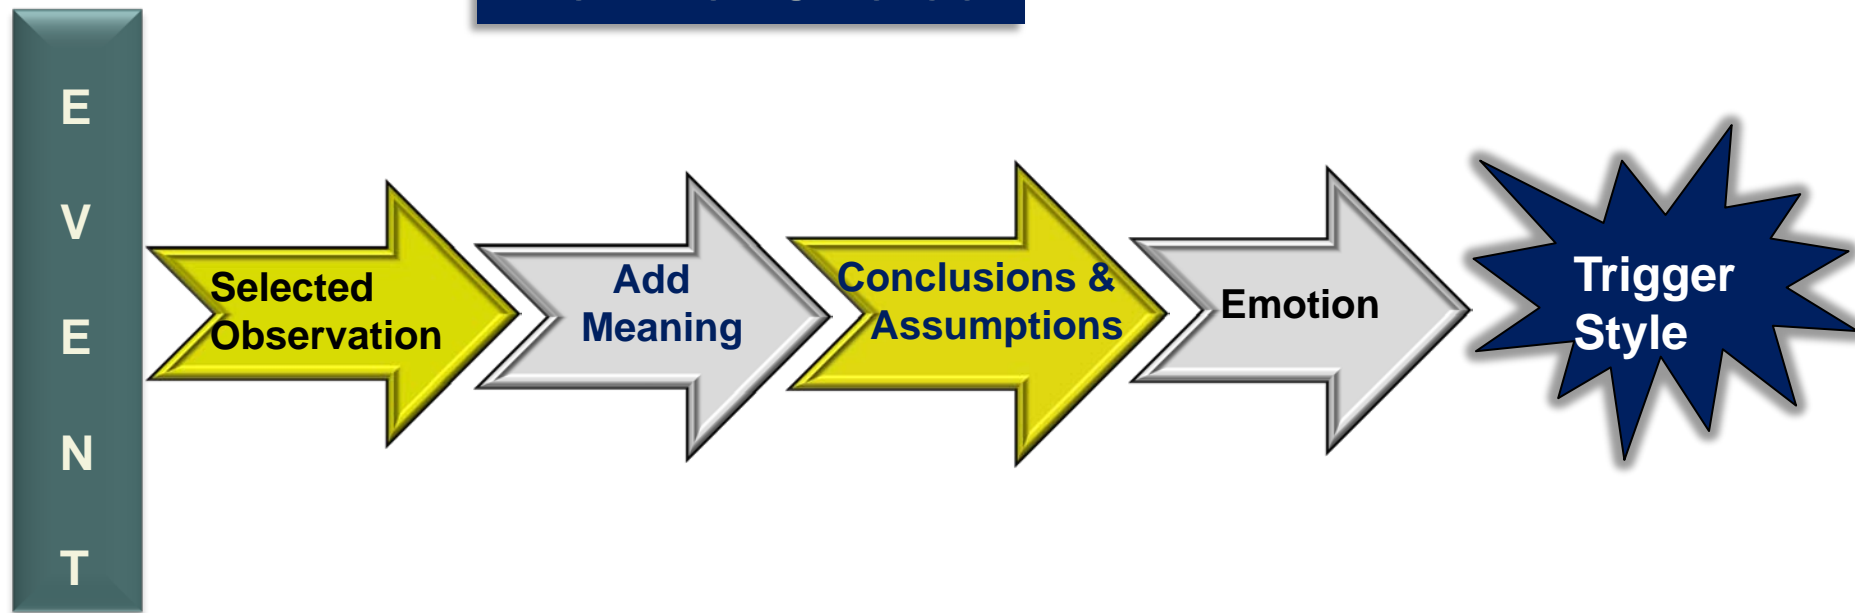 E
V
E
N
T
Selected
Observation
Add
Meaning
Conclusions &
Assumptions
Emotion
Trigger
Style